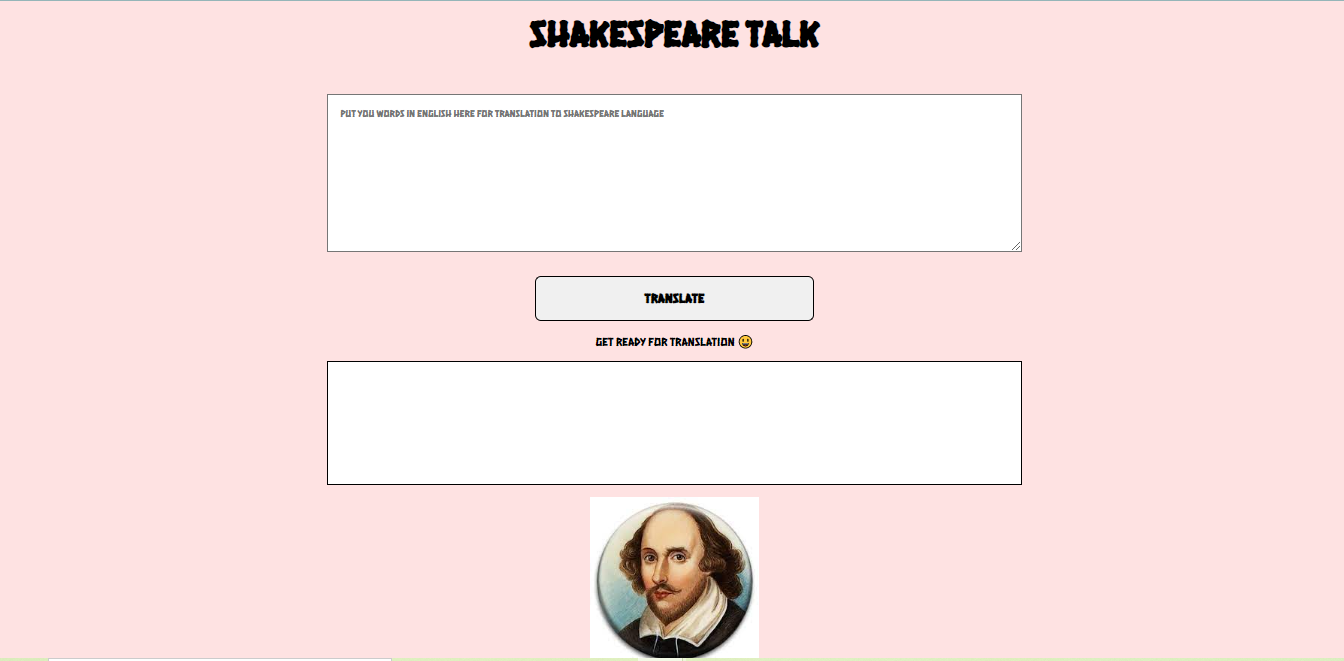 SHAKESPEARE TALK
PUT YOU WORDS IN ENGLISH HERE FOR TRANSLATION TO SHAKESPEARE LANGUAGE
TRANSLATE
GET READY FOR TRANSLATION 😃